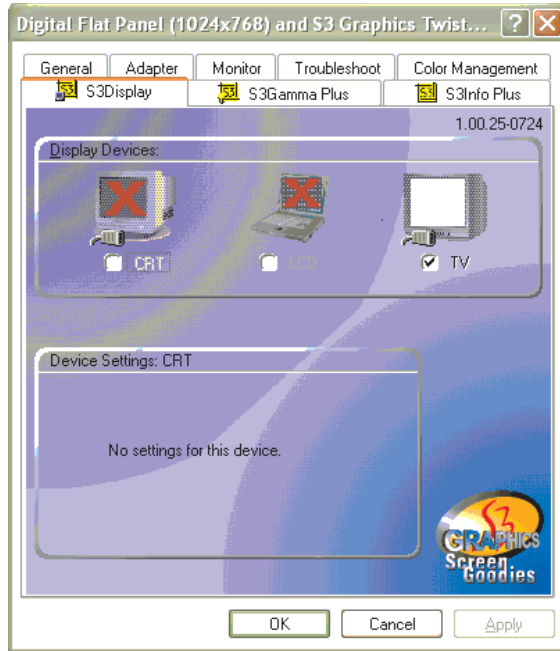 Digital Flat Panel (1024x768) and S3 Graphics Twist...
General Adapter Monitor Troubleshoot Color Management
S3Display S3Gamma Plus S3Info Plus
1.00.25-0724
Display Devices:
CRT LCD TV
Device Settings: CRT
No settings for this device.
S3
GRAPHICS
Screen
Goodies
OK Cancel Apply